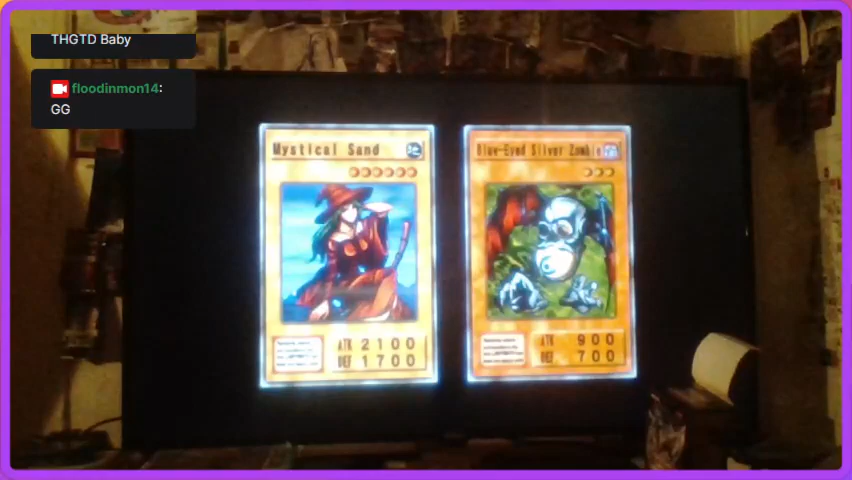 THGTD Baby
floodinmon14:
GG
Mystical Sand
Blue-Eyed Silver Zombie
ATK 2100
DEF 1700
ATK 900
DEF 700